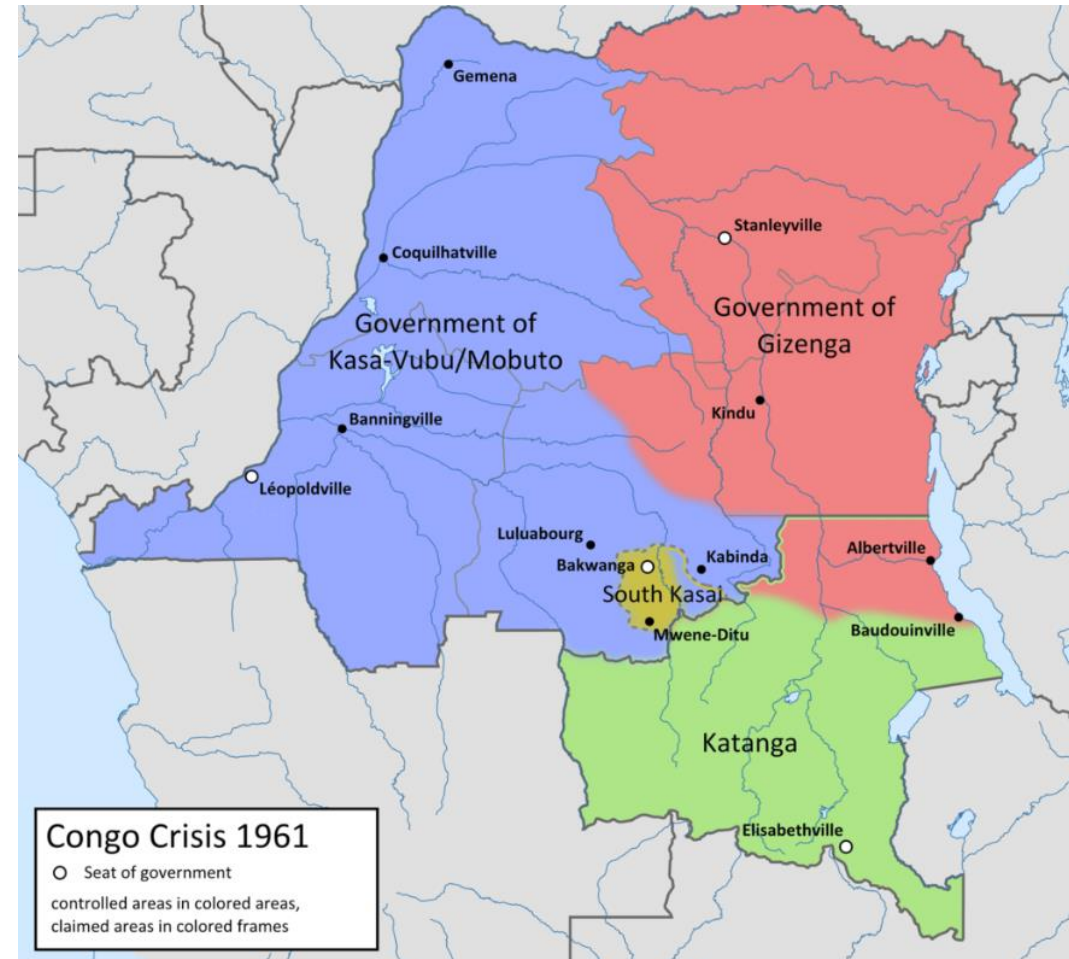 Gemena
Stanleyville
Coquilhatville
Government of
Gizenga
Government of
Kasa-Vubu/Mobuto
Kindu
Banningville
Léopoldville
Luluabourg
Albertville
Bakwanga
Kabinda
South Kasai
Mwene-Ditu
Baudouinville
Katanga
Elisabethville
Congo Crisis 1961
Seat of government
controlled areas in colored areas,
claimed areas in colored frames